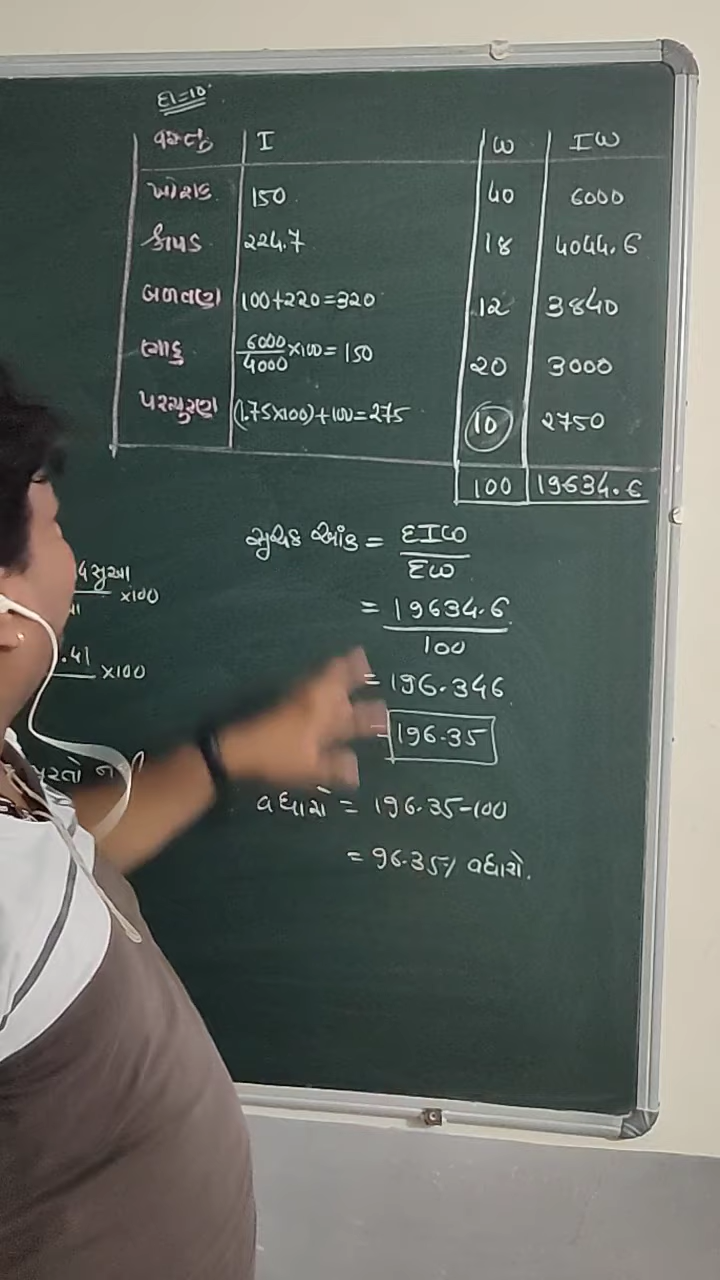 દા=10
વસ્તુ I W IW
ખોરાક 150 40 6000
કાપડ 224.7 18 4044.6
બળતણ 100+220=320 12 3840
ભાડુ 6000/4000 ×100= 150 20 3000
પરચુરણ (1.75×100)+100=275 10 2750
100 19634.6
સુચક આંક = ΣIW/ΣW
= 19634.6/100
= 196.346
= 196.35
વધારો = 196.35-100
= 96.35% વધારો.
×100
.41 ×100